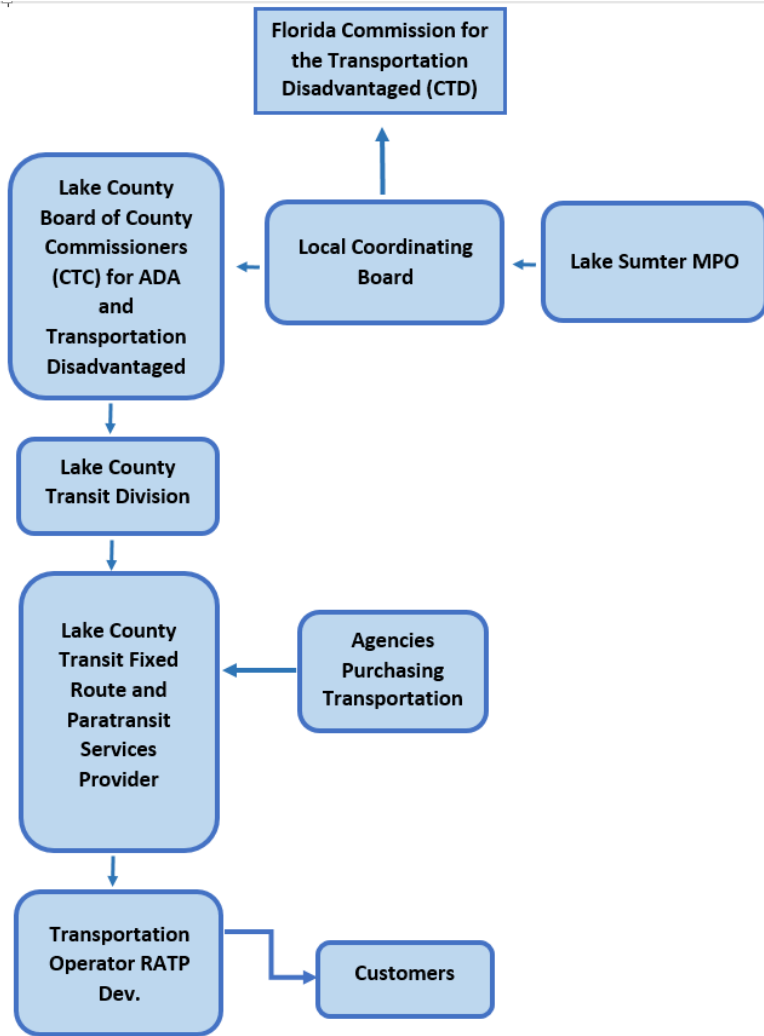 Florida Commission for
the Transportation
Disadvantaged (CTD)
Lake County
Board of County
Commissioners
(CTC) for ADA
and
Transportation
Disadvantaged
Local Coordinating
Board
Lake Sumter MPO
Lake County
Transit Division
Lake County
Transit Fixed
Route and
Paratransit
Services
Provider
Agencies
Purchasing
Transportation
Transportation
Operator RATP
Dev.
Customers